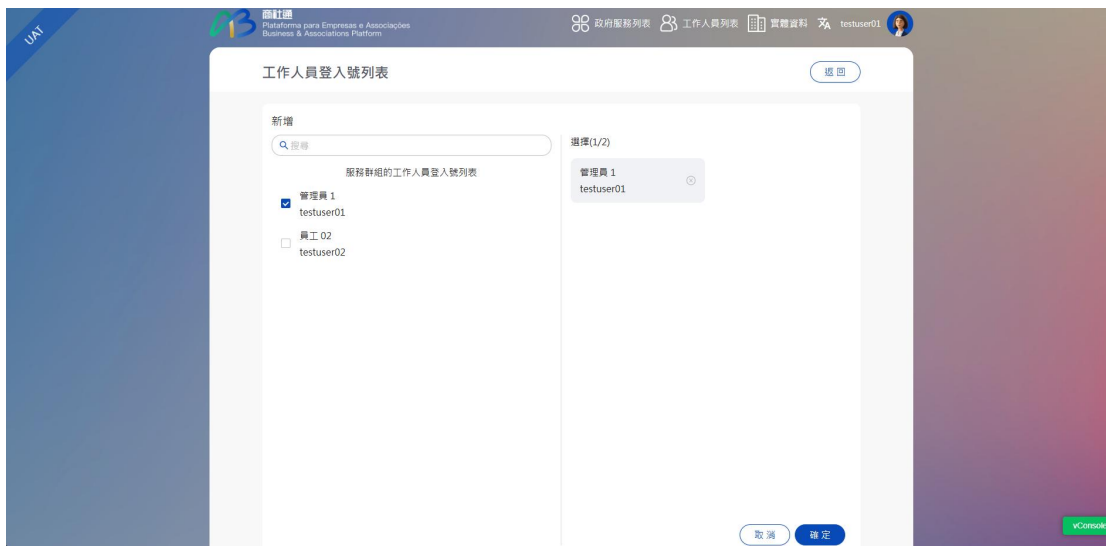 UAT
商社通
Plataforma para Empresas e Associações
Business & Associations Platform
政府服務列表 工作人員列表 實體資料 文A testuser01
工作人員登入號列表
返回
新增
搜尋
服務群組的工作人員登入號列表
管理員 1
testuser01
員工 02
testuser02
選擇(1/2)
管理員 1
testuser01
取消 確定
vConsole